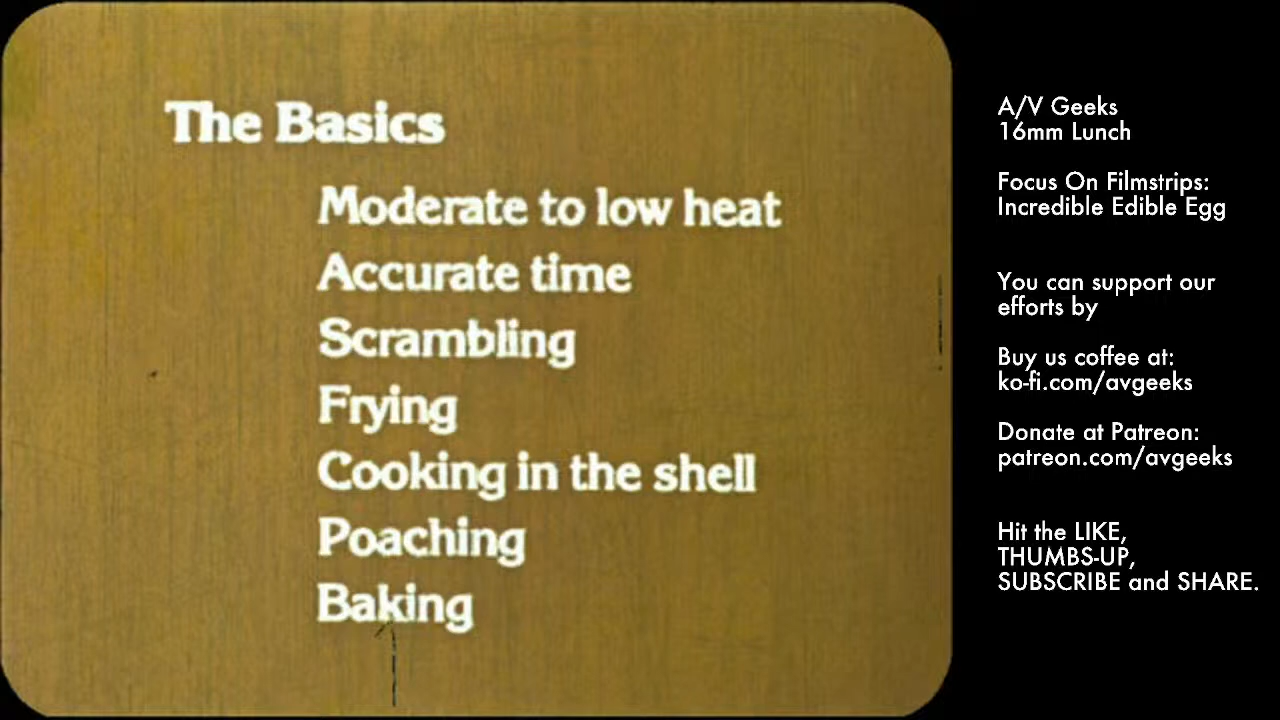 The Basics
Moderate to low heat
Accurate time
Scrambling
Frying
Cooking in the shell
Poaching
Baking
A/V Geeks
16mm Lunch
Focus On Filmstrips:
Incredible Edible Egg
You can support our
efforts by
Buy us coffee at:
ko-fi.com/avgeeks
Donate at Patreon:
patreon.com/avgeeks
Hit the LIKE,
THUMBS-UP,
SUBSCRIBE and SHARE.